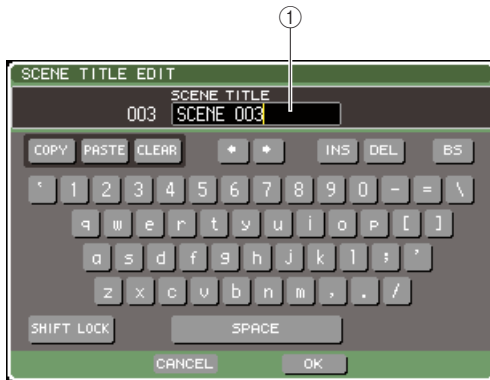 ①
SCENE TITLE EDIT
SCENE TITLE
003 SCENE 003
COPY PASTE CLEAR INS DEL BS
` 1 2 3 4 5 6 7 8 9 0 - = \
q w e r t y u i o p [ ]
a s d f g h j k l ; '
z x c v b n m , . /
SHIFT LOCK SPACE
CANCEL OK